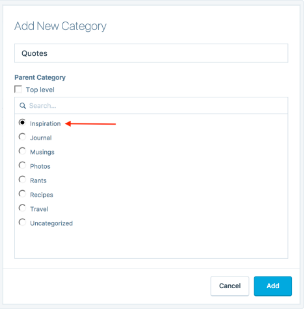 Add New Category
Quotes
Parent Category
Top level
Search...
Inspiration
Journal
Musings
Photos
Rants
Recipes
Travel
Uncategorized
Cancel
Add